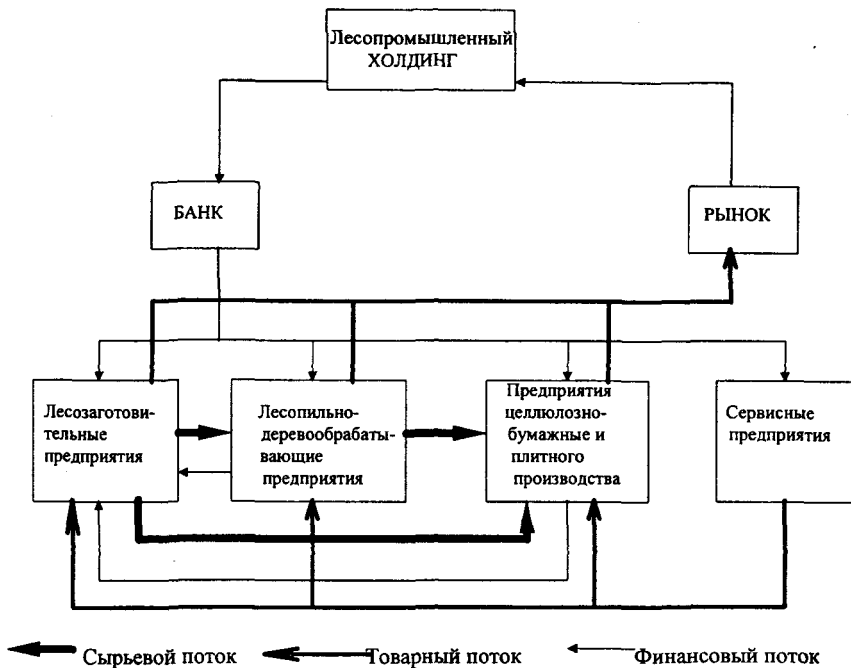 Лесопромышленный
ХОЛДИНГ
БАНК
РЫНОК
Лесозаготови-
тельные
предприятия
Лесопильно-
деревообрабаты-
вающие
предприятия
Предприятия
целлюлозно-
бумажные и
плитного
производства
Сервисные
предприятия
Сырьевой поток
Товарный поток
Финансовый поток